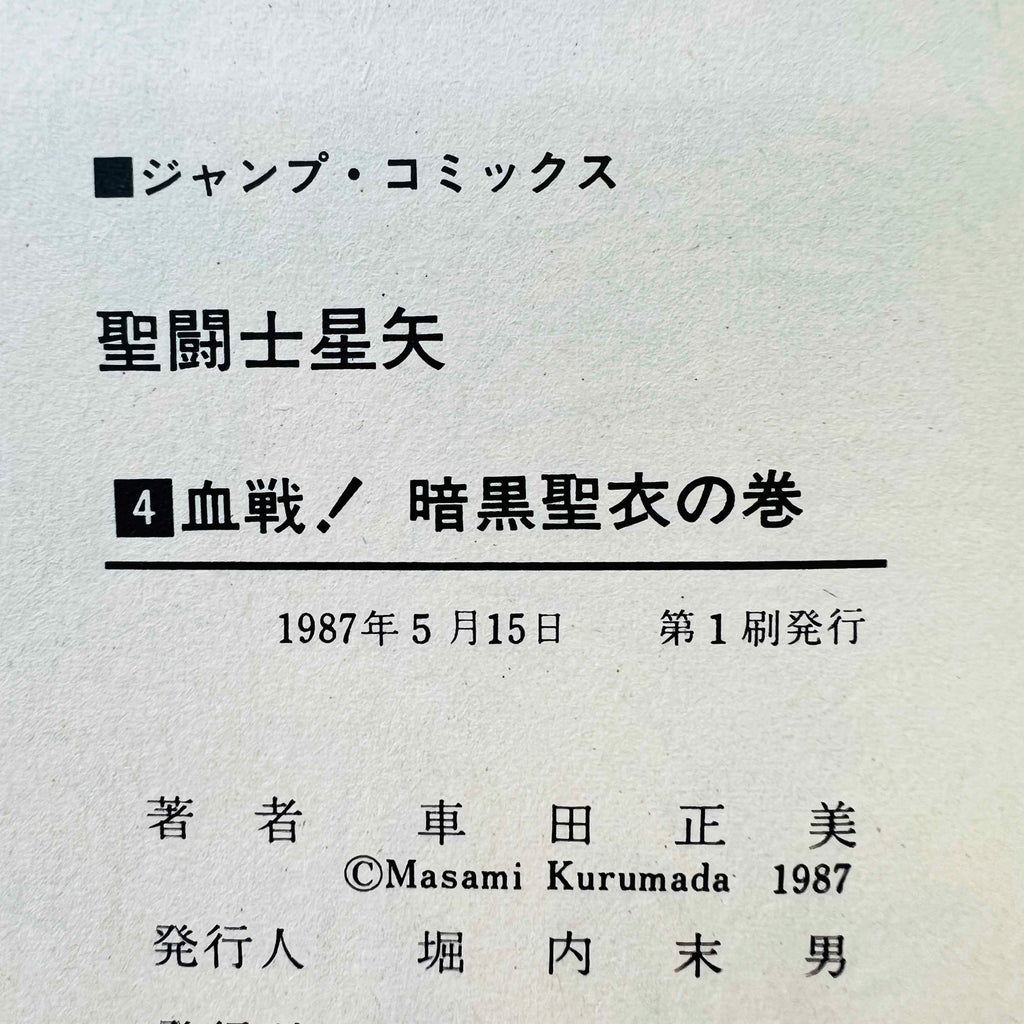 ■ジャンプ・コミックス
聖闘士星矢
4 血戦! 暗黒聖衣の巻
1987年5月15日 第1刷発行
著者 車田正美
©Masami Kurumada 1987
発行人 堀内末男